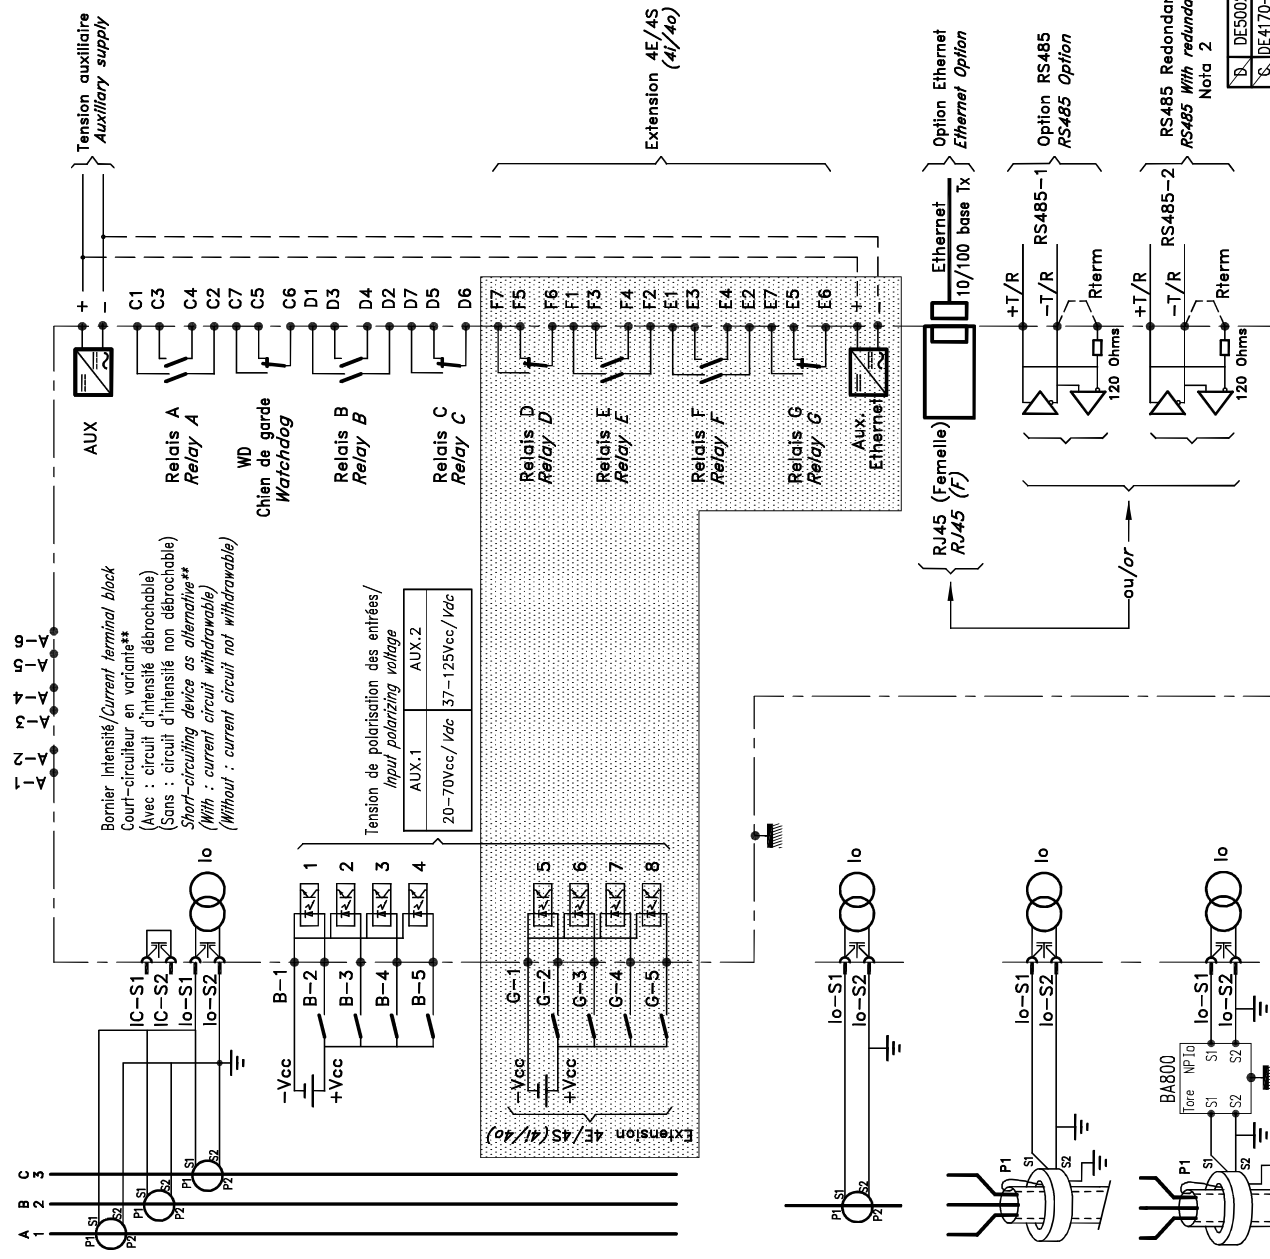 Tension auxiliaire
Auxiliary supply
Extension 4E/4S
(4i/4o)
Option Ethernet
Ethernet Option
Option RS485
RS485 Option
RS485 Redondan
RS485 With redunda
Nota 2
D DE500
C DE4170-
+
-
C1
C3
C4
C2
C7
C5
C6
D1
D3
D4
D2
D7
D5
D6
F7
F5
F6
F1
F3
F4
F2
E1
E3
E4
E2
E7
E5
E6
+
-
Ethernet
10/100 base Tx
+T/R
RS485-1
-T/R
Rterm
120 Ohms
+T/R
RS485-2
-T/R
Rterm
120 Ohms
AUX
Relais A
Relay A
WD
Chien de garde
Watchdog
Relais B
Relay B
Relais C
Relay C
Relais D
Relay D
Relais E
Relay E
Relais F
Relay F
Relais G
Relay G
Aux.
Ethernet
RJ45 (Femelle)
RJ45 (F)
ou/or
A-6
A-5
A-4
A-3
A-2
A-1
Bornier Intensité/Current terminal block
Court-circuiteur en variante**
(Avec : circuit d'intensité débrochable)
(Sans : circuit d'intensité non débrochable)
Short-circuiting device as alternative**
(With : current circuit withdrawable)
(Without : current circuit not withdrawable)
Tension de polarisation des entrées/
Input polarizing voltage
AUX.1 AUX.2
20-70Vcc/Vdc 37-125Vcc/Vdc
Io
1
2
3
4
5
6
7
8
Io
Io
Io
IC-S1
IC-S2
Io-S1
Io-S2
B-1
B-2
B-3
B-4
B-5
G-1
G-2
G-3
G-4
G-5
Io-S1
Io-S2
Io-S1
Io-S2
Io-S1
Io-S2
-Vcc
+Vcc
-Vcc
+Vcc
Extension 4E/4S(4i/4o)
BA800
Tore NP Io
S1 S1
S2 S2
C 3
B 2
A 1
P1 S1
S2 P2
P1 S1
S2 P2
P1 S1
S2 P2
P1 S1
S2 P2
P1
S1
S2
P1
S1
S2